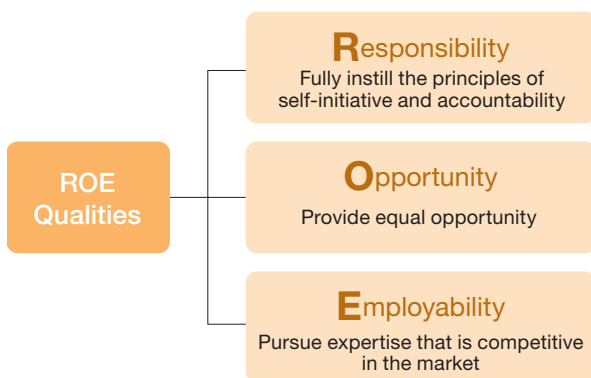 ROE
Qualities
Responsibility
Fully instill the principles of
self-initiative and accountability
Opportunity
Provide equal opportunity
Employability
Pursue expertise that is competitive
in the market